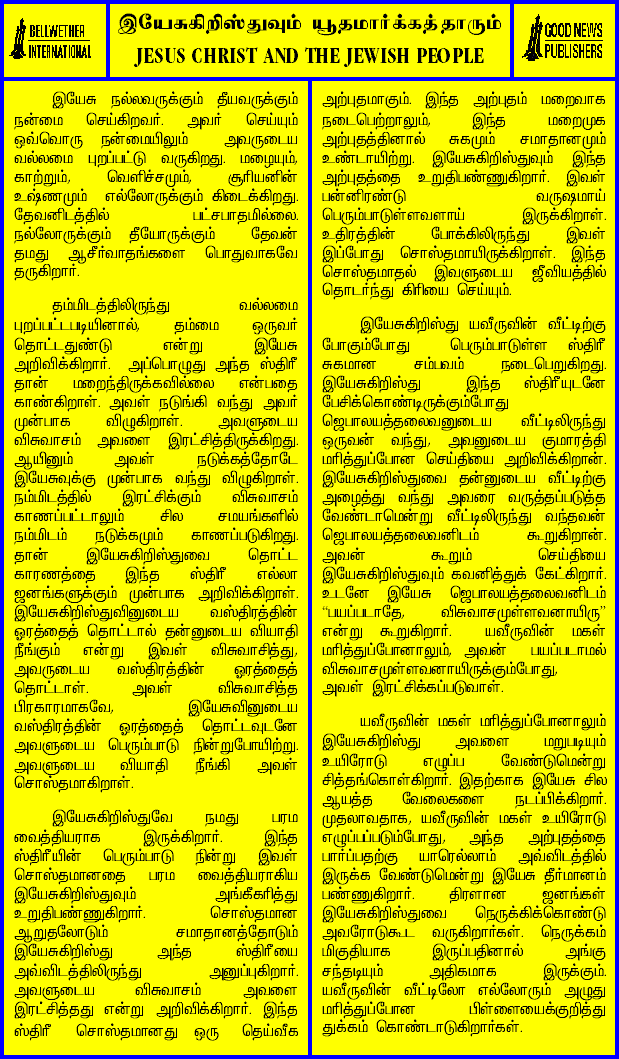 BELLWETHER
INTERNATIONAL
இயேசுகிறிஸ்துவும் யூதமார்க்கத்தாரும்
JESUS CHRIST AND THE JEWISH PEOPLE
GOOD NEWS
PUBLISHERS
இயேசு நல்லவருக்கும் தீயவருக்கும்
நன்மை செய்கிறவர். அவர் செய்யும்
ஒவ்வொரு நன்மையிலும் அவருடைய
வல்லமை புறப்பட்டு வருகிறது. மழையும்,
காற்றும், வெளிச்சமும், சூரியனின்
உஷ்ணமும் எல்லோருக்கும் கிடைக்கிறது.
தேவனிடத்தில் பட்சபாதமில்லை.
நல்லோருக்கும் தீயோருக்கும் தேவன்
தமது ஆசீர்வாதங்களை பொதுவாகவே
தருகிறார்.
தம்மிடத்திலிருந்து வல்லமை
புறப்பட்டபடியினால், தம்மை ஒருவர்
தொட்டதுண்டு என்று இயேசு
அறிவிக்கிறார். அப்பொழுது அந்த ஸ்திரீ
தான் மறைந்திருக்கவில்லை என்பதை
காண்கிறாள். அவள் நடுங்கி வந்து அவர்
முன்பாக விழுகிறாள். அவளுடைய
விசுவாசம் அவளை இரட்சித்திருக்கிறது.
ஆயினும் அவள் நடுக்கத்தோடே
இயேசுவுக்கு முன்பாக வந்து விழுகிறாள்.
நம்மிடத்தில் இரட்சிக்கும் விசுவாசம்
காணப்பட்டாலும் சில சமயங்களில்
நம்மிடம் நடுக்கமும் காணப்படுகிறது.
தான் இயேசுகிறிஸ்துவை தொட்ட
காரணத்தை இந்த ஸ்திரீ எல்லா
ஜனங்களுக்கும் முன்பாக அறிவிக்கிறாள்.
இயேசுகிறிஸ்துவினுடைய வஸ்திரத்தின்
ஓரத்தைத் தொட்டால் தன்னுடைய வியாதி
நீங்கும் என்று இவள் விசுவாசித்து,
அவருடைய வஸ்திரத்தின் ஓரத்தைத்
தொட்டாள். அவள் விசுவாசித்த
பிரகாரமாகவே, இயேசுவினுடைய
வஸ்திரத்தின் ஓரத்தைத் தொட்டவுடனே
அவளுடைய பெரும்பாடு நின்றுபோயிற்று.
அவளுடைய வியாதி நீங்கி அவள்
சொஸ்தமாகிறாள்.
இயேசுகிறிஸ்துவே நமது பரம
வைத்தியராக இருக்கிறார். இந்த
ஸ்திரீயின் பெரும்பாடு நின்று இவள்
சொஸ்தமானதை பரம வைத்தியராகிய
இயேசுகிறிஸ்துவும் அங்கீகரித்து
உறுதிபண்ணுகிறார். சொஸ்தமான
ஆறுதலோடும் சமாதானத்தோடும்
இயேசுகிறிஸ்து அந்த ஸ்திரீயை
அவ்விடத்திலிருந்து அனுப்புகிறார்.
அவளுடைய விசுவாசம் அவளை
இரட்சித்தது என்று அறிவிக்கிறார். இந்த
ஸ்திரீ சொஸ்தமானது ஒரு தெய்வீக
அற்புதமாகும். இந்த அற்புதம் மறைவாக
நடைபெற்றாலும், இந்த மறைமுக
அற்புதத்தினால் சுகமும் சமாதானமும்
உண்டாயிற்று. இயேசுகிறிஸ்துவும் இந்த
அற்புதத்தை உறுதிபண்ணுகிறார். இவள்
பன்னிரண்டு வருஷமாய்
பெரும்பாடுள்ளவளாய் இருக்கிறாள்.
உதிரத்தின் போக்கிலிருந்து இவள்
இப்போது சொஸ்தமாயிருக்கிறாள். இந்த
சொஸ்தமாதல் இவளுடைய ஜீவியத்தில்
தொடர்ந்து கிரியை செய்யும்.
இயேசுகிறிஸ்து யவீருவின் வீட்டிற்கு
போகும்போது பெரும்பாடுள்ள ஸ்திரீ
சுகமான சம்பவம் நடைபெறுகிறது.
இயேசுகிறிஸ்து இந்த ஸ்திரீயுடனே
பேசிக்கொண்டிருக்கும்போது
ஜெபாலயத்தலைவனுடைய வீட்டிலிருந்து
ஒருவன் வந்து, அவனுடைய குமாரத்தி
மரித்துப்போன செய்தியை அறிவிக்கிறான்.
இயேசுகிறிஸ்துவை தன்னுடைய வீட்டிற்கு
அழைத்து வந்து அவரை வருத்தப்படுத்த
வேண்டாமென்று வீட்டிலிருந்து வந்தவன்
ஜெபாலயத்தலைவனிடம் கூறுகிறான்.
அவன் கூறும் செய்தியை
இயேசுகிறிஸ்துவும் கவனித்துக் கேட்கிறார்.
உடனே இயேசு ஜெபாலயத்தலைவனிடம்
“பயப்படாதே, விசுவாசமுள்ளவனாயிரு”
என்று கூறுகிறார். யவீருவின் மகள்
மரித்துப்போனாலும், அவன் பயப்படாமல்
விசுவாசமுள்ளவனாயிருக்கும்போது,
அவள் இரட்சிக்கப்படுவாள்.
யவீருவின் மகள் மரித்துப்போனாலும்
இயேசுகிறிஸ்து அவளை மறுபடியும்
உயிரோடு எழுப்ப வேண்டுமென்று
சித்தங்கொள்கிறார். இதற்காக இயேசு சில
ஆயத்த வேலைகளை நடப்பிக்கிறார்.
முதலாவதாக, யவீருவின் மகள் உயிரோடு
எழுப்பப்படும்போது, அந்த அற்புதத்தை
பார்ப்பதற்கு யாரெல்லாம் அவ்விடத்தில்
இருக்க வேண்டுமென்று இயேசு தீர்மானம்
பண்ணுகிறார். திரளான ஜனங்கள்
இயேசுகிறிஸ்துவை நெருக்கிக்கொண்டு
அவரோடுகூட வருகிறார்கள். நெருக்கம்
மிகுதியாக இருப்பதினால் அங்கு
சந்தடியும் அதிகமாக இருக்கும்.
யவீருவின் வீட்டிலோ எல்லோரும் அழுது
மரித்துப்போன பிள்ளையைக்குறித்து
துக்கம் கொண்டாடுகிறார்கள்.